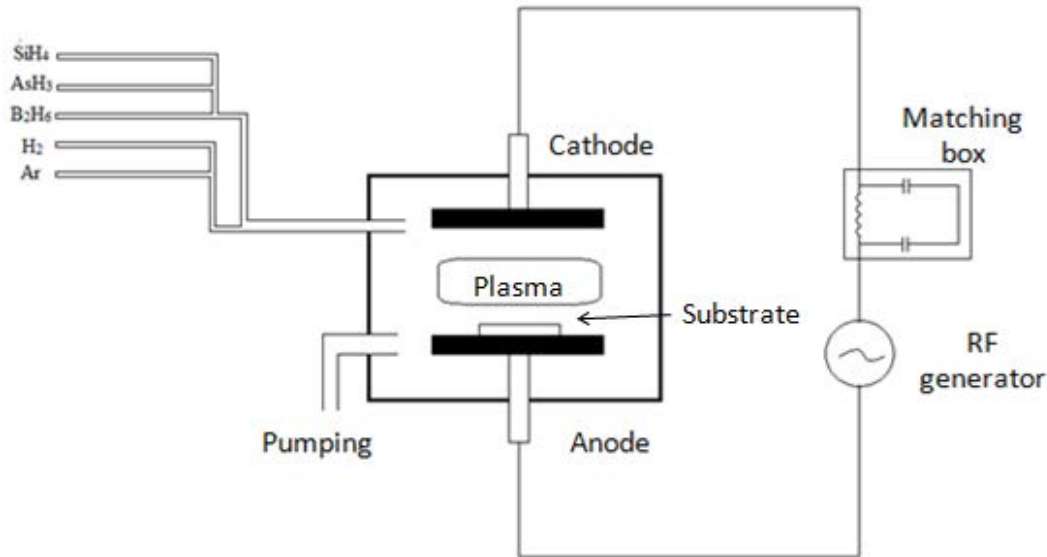 SiH₄
AsH₃
B₂H₆
H₂
Ar
Cathode
Matching
box
Plasma
Substrate
RF
generator
Pumping
Anode